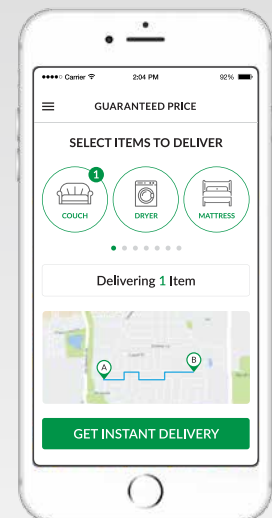 Carrier
2:04 PM
92%
GUARANTEED PRICE
SELECT ITEMS TO DELIVER
1
COUCH
DRYER
MATTRESS
Delivering 1 Item
A
B
GET INSTANT DELIVERY